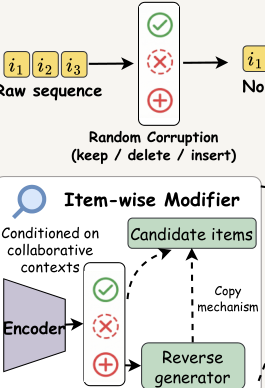 i1 i2 i3
i1
Raw sequence
No
Random Corruption
(keep / delete / insert)
Item-wise Modifier
Conditioned on
collaborative
contexts
Candidate items
Copy
mechanism
Encoder
Reverse
generator